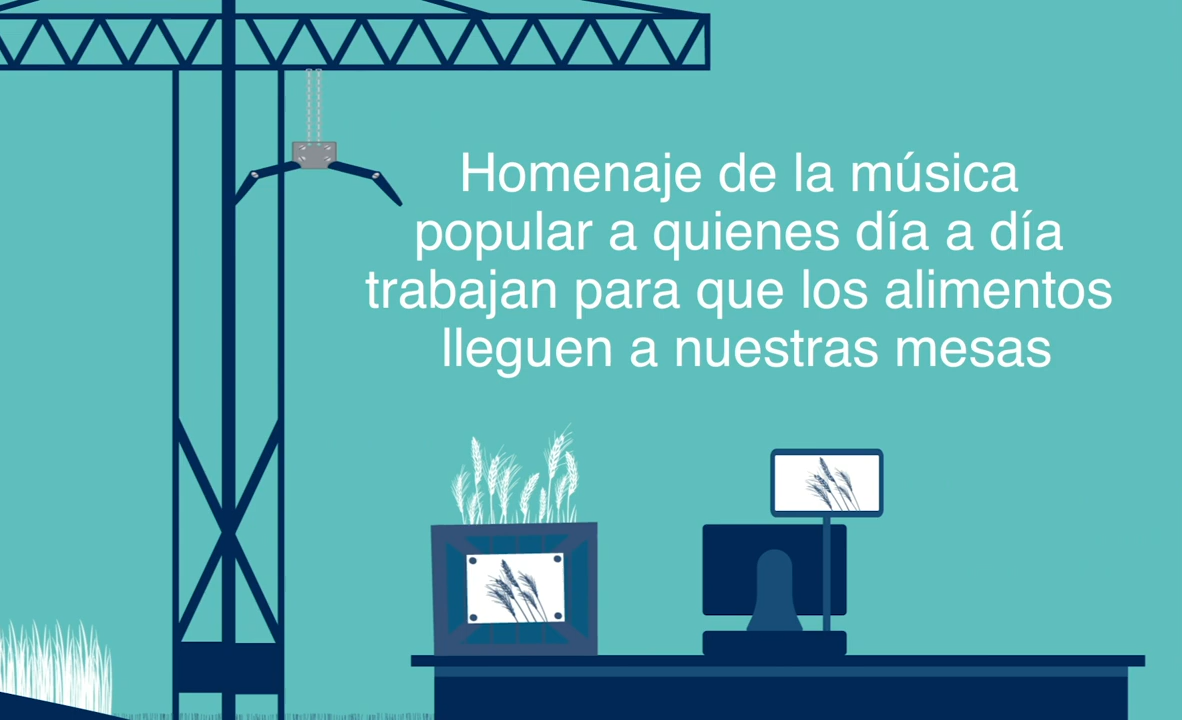 Homenaje de la música
popular a quienes día a día
trabajan para que los alimentos
lleguen a nuestras mesas